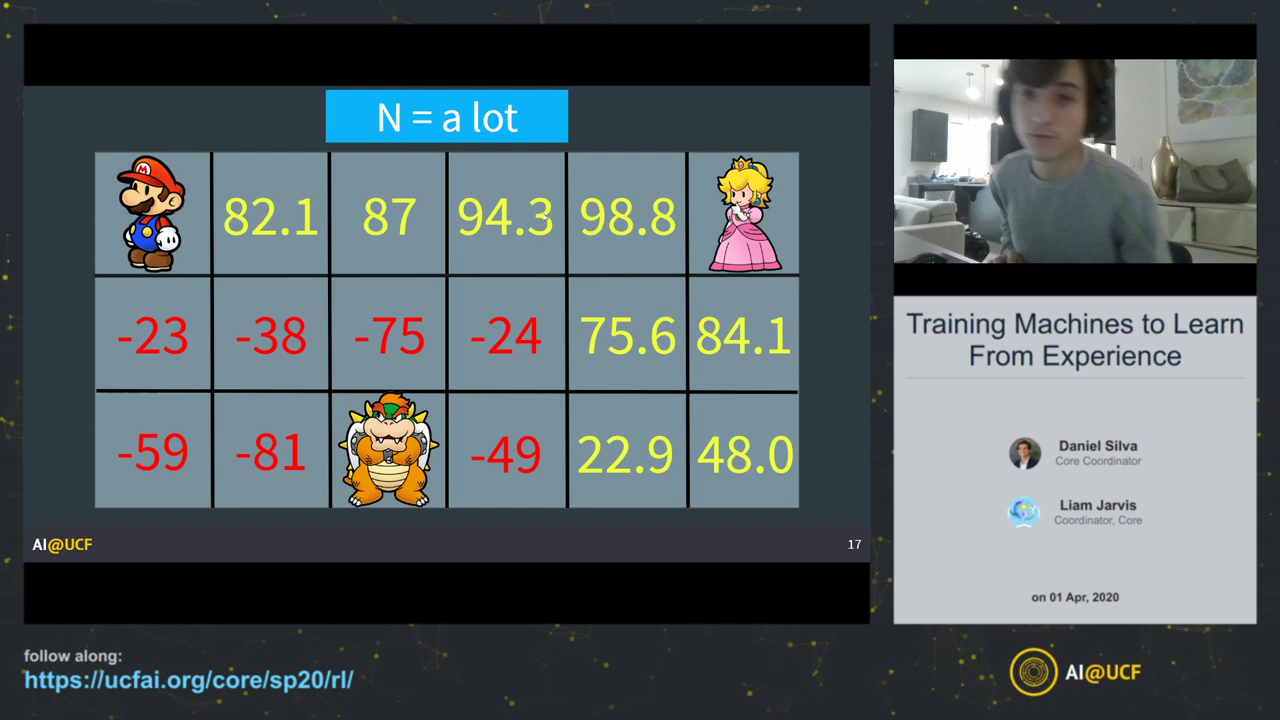 N = a lot
82.1 87 94.3 98.8
-23 -38 -75 -24 75.6 84.1
-59 -81 -49 22.9 48.0
AI@UCF
17
Training Machines to Learn
From Experience
Daniel Silva
Core Coordinator
Liam Jarvis
Coordinator, Core
on 01 Apr, 2020
follow along:
https://ucfai.org/core/sp20/rl/
AI@UCF